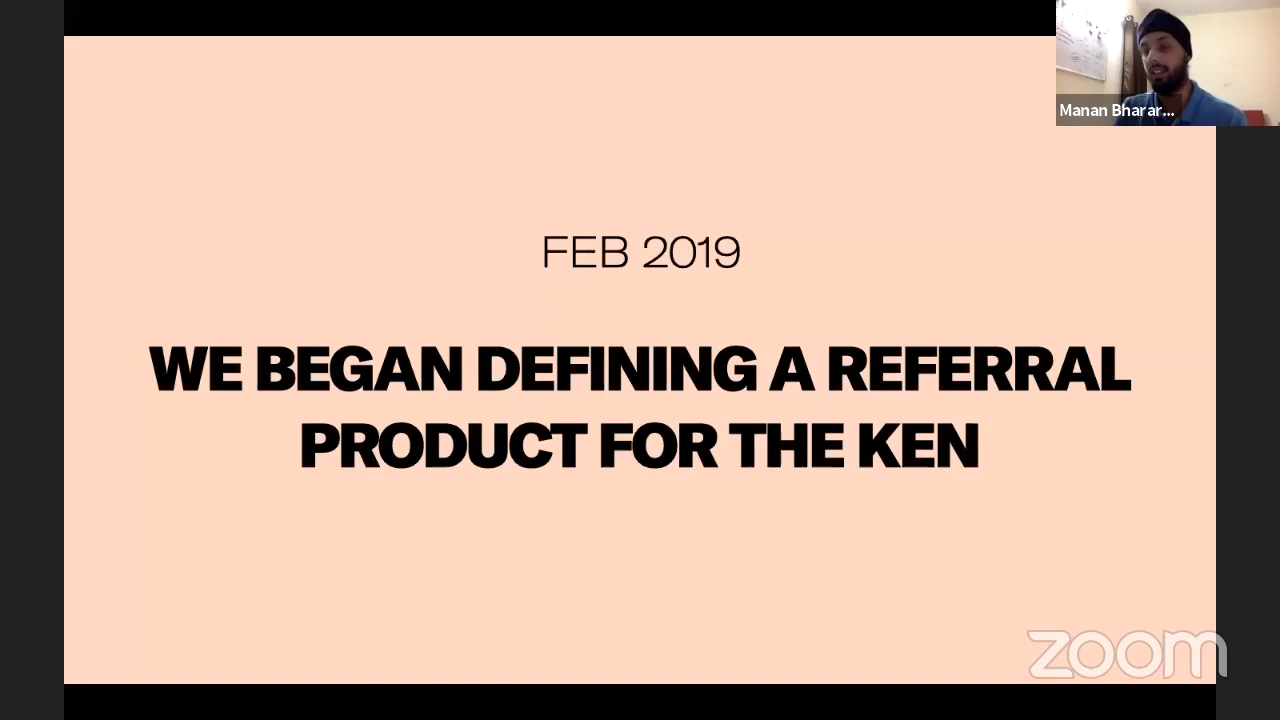 Manan Bharar...
FEB 2019
WE BEGAN DEFINING A REFERRAL
PRODUCT FOR THE KEN
zoom